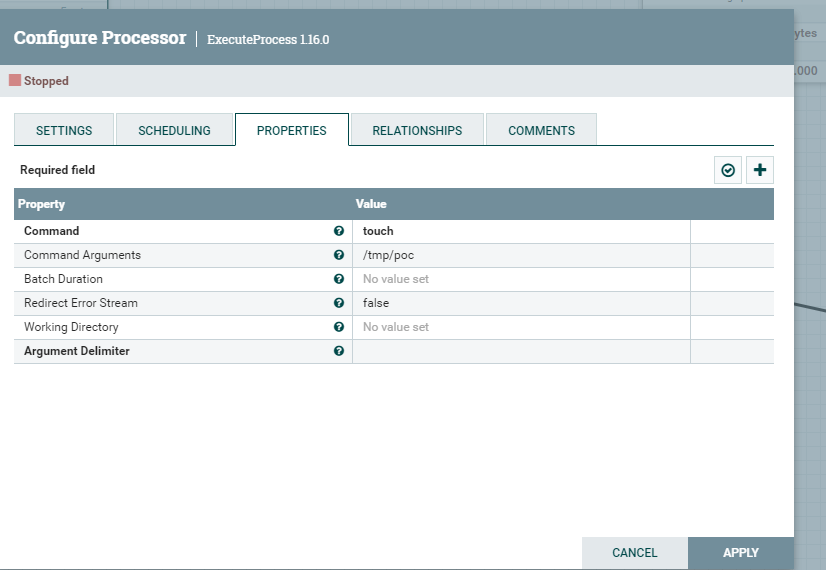 Configure Processor | ExecuteProcess 1.16.0
ytes
.000
Stopped
SETTINGS SCHEDULING PROPERTIES RELATIONSHIPS COMMENTS
Required field
Property Value
Command touch
Command Arguments /tmp/poc
Batch Duration No value set
Redirect Error Stream false
Working Directory No value set
Argument Delimiter
CANCEL APPLY